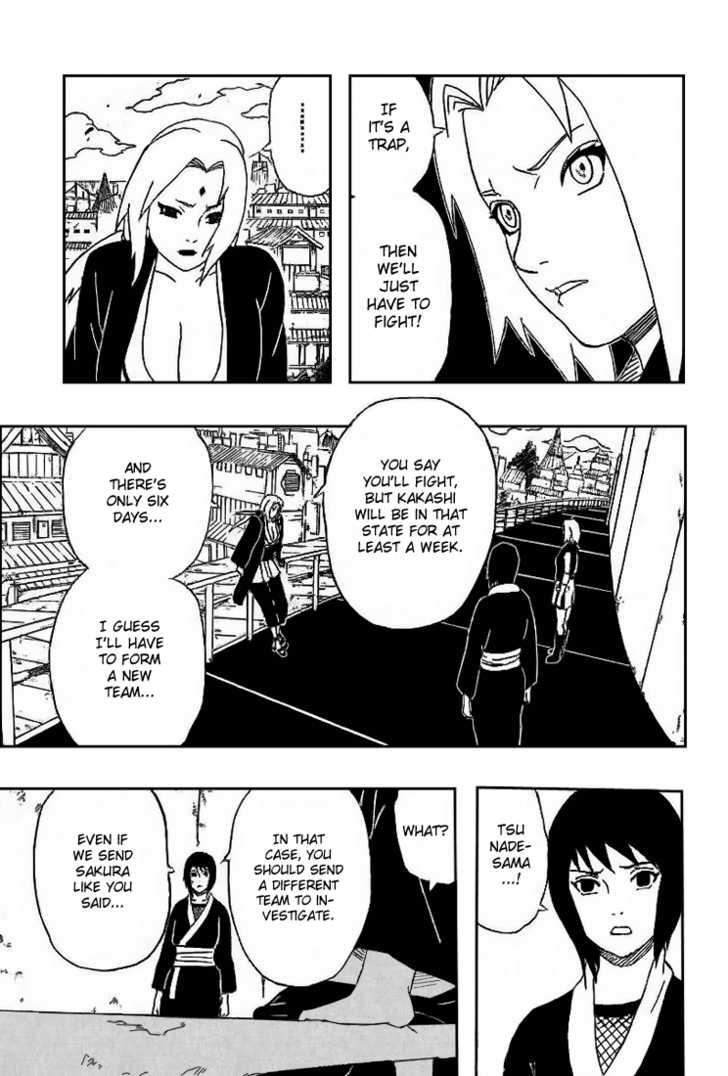 IF
IT'S A
TRAP,
THEN
WE'LL
JUST
HAVE TO
FIGHT!
..........
YOU SAY
YOU'LL FIGHT,
BUT KAKASHI
WILL BE IN THAT
STATE FOR AT
LEAST A WEEK.
AND
THERE'S
ONLY SIX
DAYS...
I GUESS
I'LL HAVE
TO FORM
A NEW
TEAM...
TSU
NADE-
SAMA
...!
WHAT?
IN THAT
CASE, YOU
SHOULD SEND
A DIFFERENT
TEAM TO IN-
VESTIGATE.
EVEN IF
WE SEND
SAKURA
LIKE YOU
SAID...